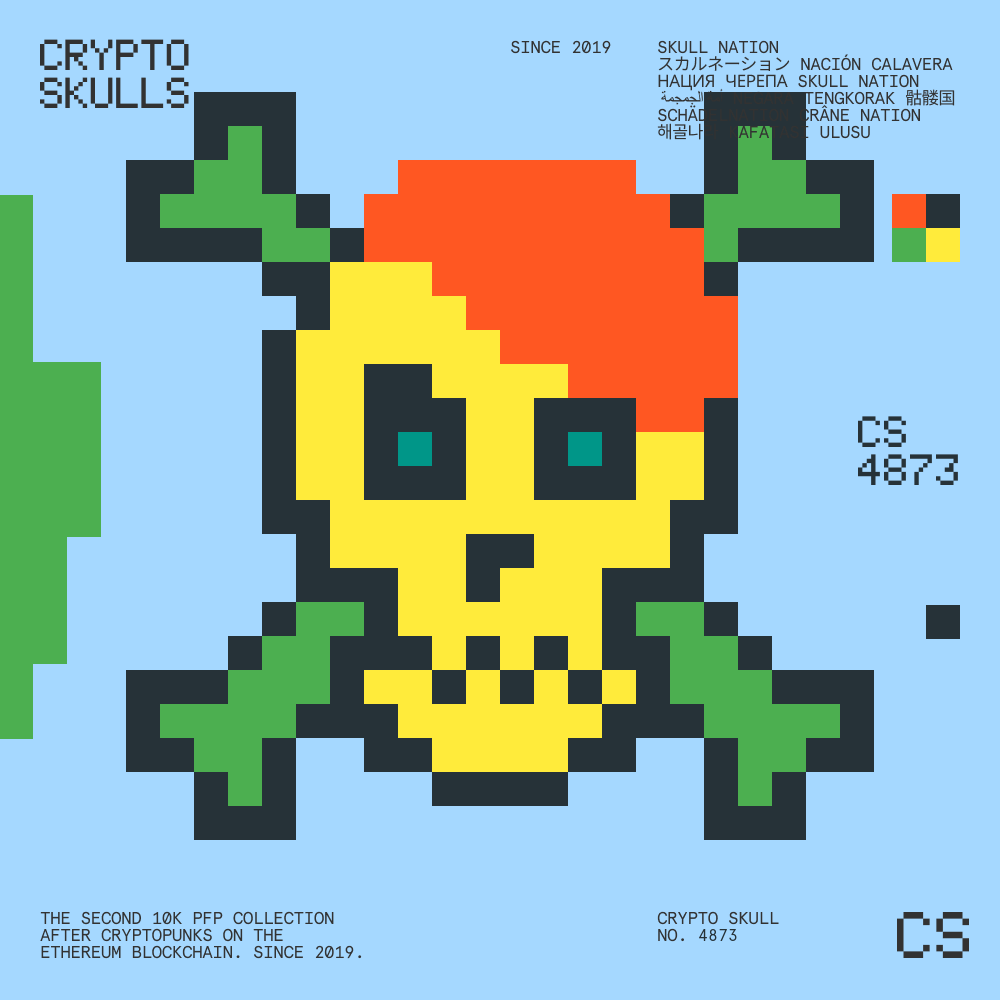 CRYPTO
SKULLS
SINCE 2019
SKULL NATION
スカルネーション NACIÓN CALAVERA
НАЦИЯ ЧЕРЕПА SKULL NATION
الجمجمة TENGKORAK 骷髅国
CRÂNE NATION
해골나 ULUSU
CS
4873
THE SECOND 10K PFP COLLECTION
AFTER CRYPTOPUNKS ON THE
ETHEREUM BLOCKCHAIN. SINCE 2019.
CRYPTO SKULL
NO. 4873
CS